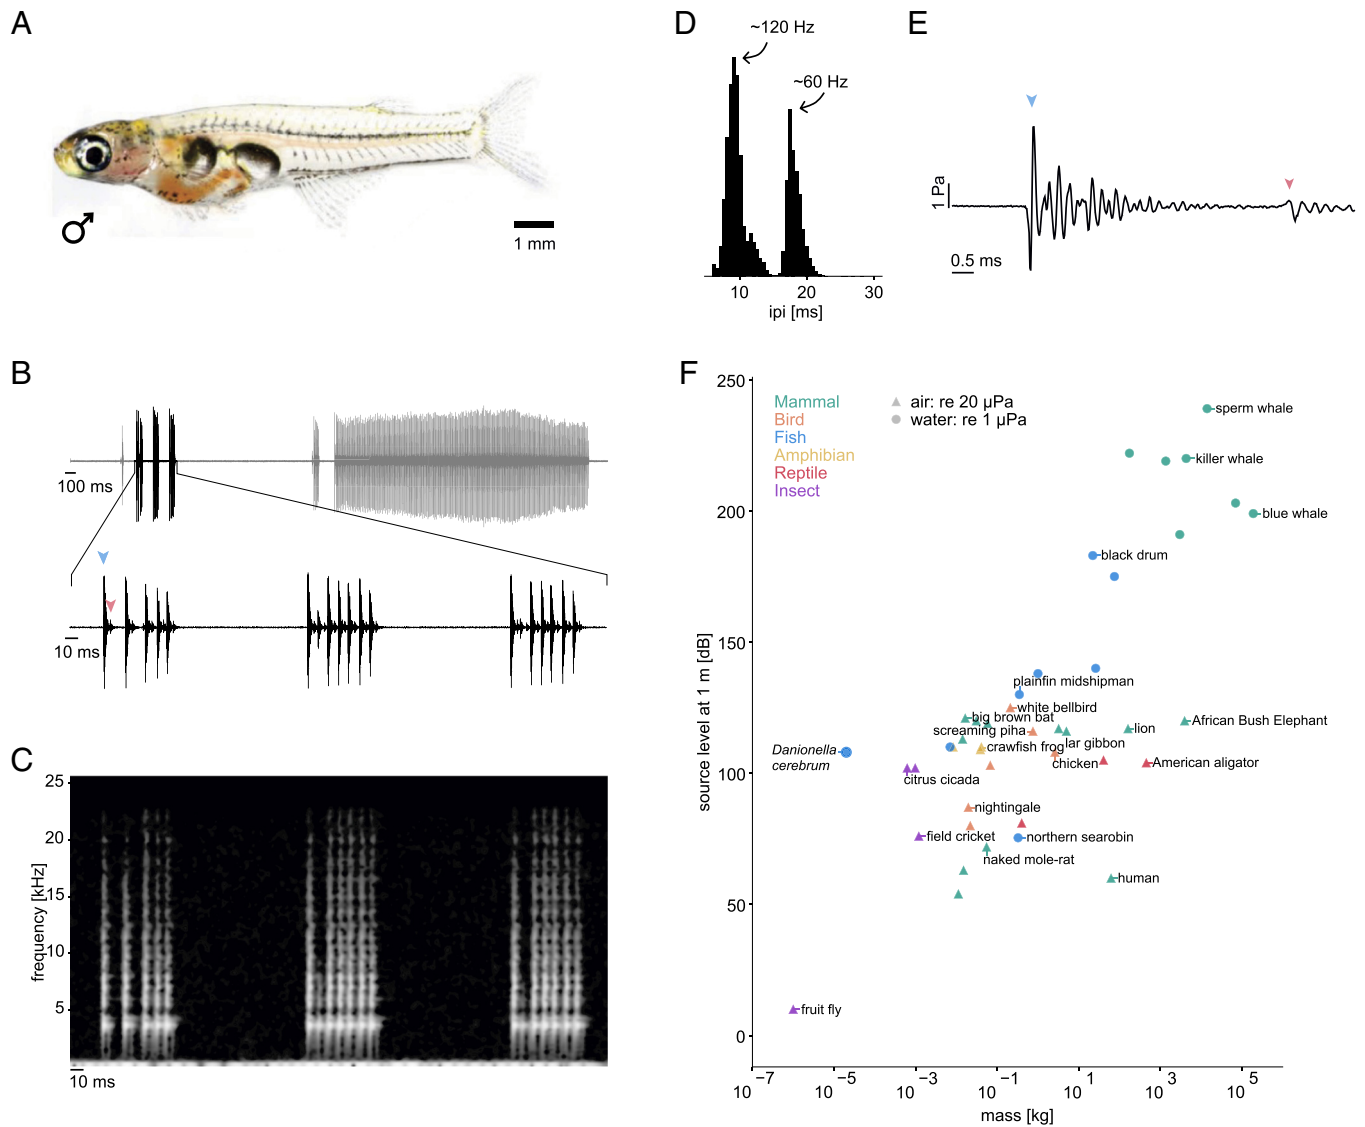 A
♂
1 mm
B
100 ms
10 ms
C
25
20
15
10
5
frequency [kHz]
10 ms
D
~120 Hz
~60 Hz
10 20 30
ipi [ms]
E
1 Pa
0.5 ms
F
250
200
150
100
50
0
source level at 1 m [dB]
Mammal
Bird
Fish
Amphibian
Reptile
Insect
air: re 20 µPa
water: re 1 µPa
sperm whale
killer whale
blue whale
black drum
plainfin midshipman
white bellbird
big brown bat
African Bush Elephant
screaming piha
lion
lar gibbon
crawfish frog
Danionella
cerebrum
chicken
American aligator
citrus cicada
nightingale
field cricket
northern searobin
naked mole-rat
human
fruit fly
10⁻⁷ 10⁻⁵ 10⁻³ 10⁻¹ 10¹ 10³ 10⁵
mass [kg]